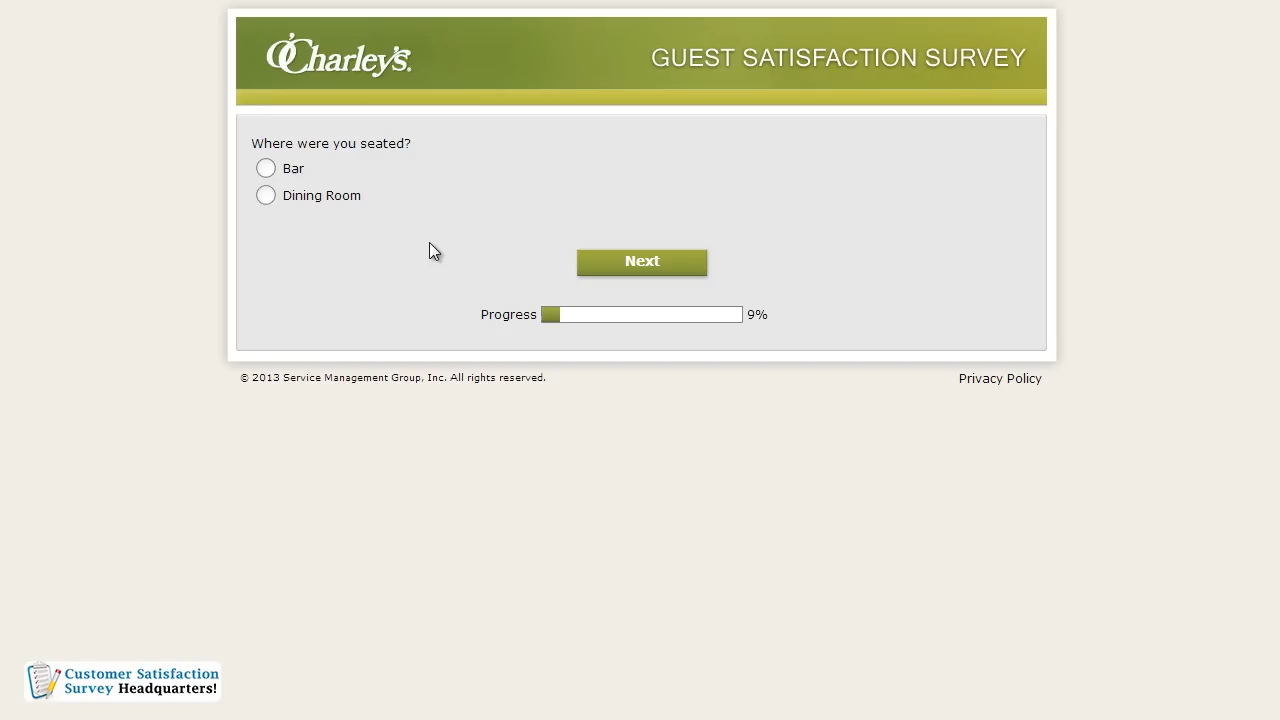 O'Charley's.
GUEST SATISFACTION SURVEY
Where were you seated?
Bar
Dining Room
Next
Progress 9%
© 2013 Service Management Group, Inc. All rights reserved.
Privacy Policy
Customer Satisfaction
Survey Headquarters!